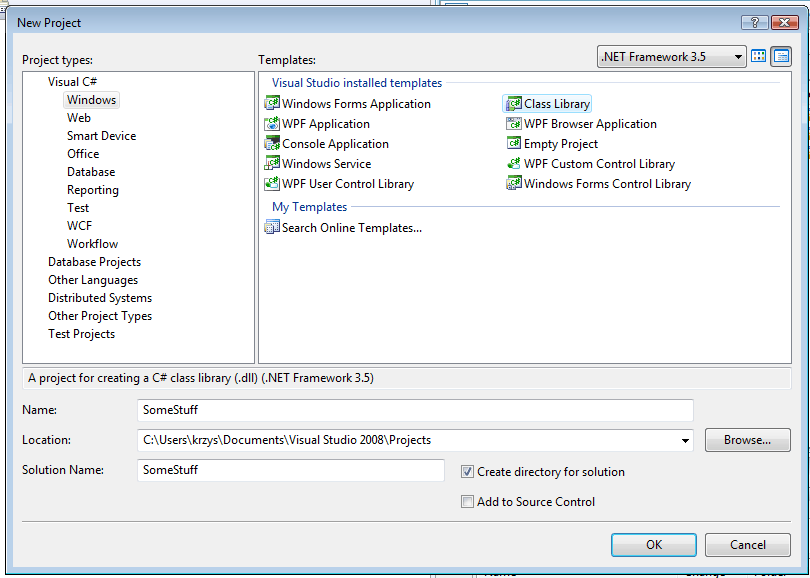 New Project
Project types:
Templates:
.NET Framework 3.5
Visual C#
Windows
Web
Smart Device
Office
Database
Reporting
Test
WCF
Workflow
Database Projects
Other Languages
Distributed Systems
Other Project Types
Test Projects
Visual Studio installed templates
Windows Forms Application
Class Library
WPF Application
WPF Browser Application
Console Application
Empty Project
Windows Service
WPF Custom Control Library
WPF User Control Library
Windows Forms Control Library
My Templates
Search Online Templates...
A project for creating a C# class library (.dll) (.NET Framework 3.5)
Name:
SomeStuff
Location:
C:\Users\krzys\Documents\Visual Studio 2008\Projects
Browse...
Solution Name:
SomeStuff
Create directory for solution
Add to Source Control
OK
Cancel